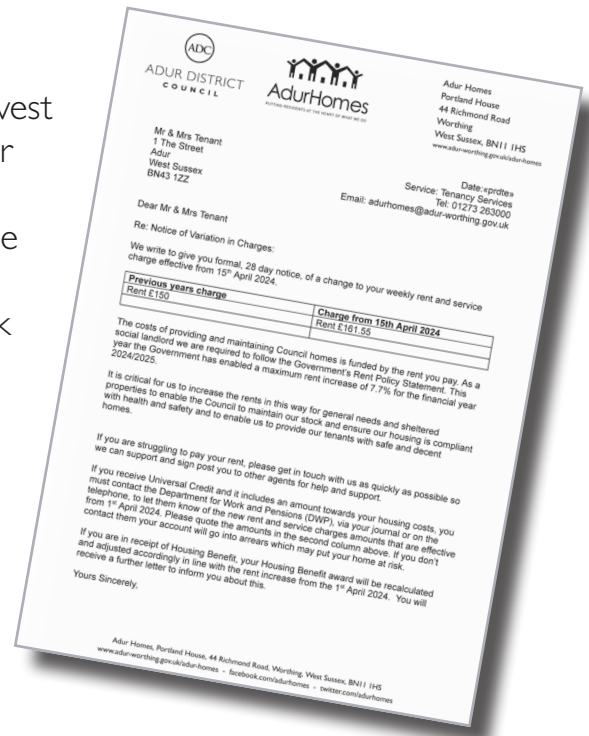 vest
r
e
k
ADC
ADUR DISTRICT
COUNCIL
AdurHomes
PUTTING RESIDENTS AT THE HEART OF WHAT WE DO
Adur Homes
Portland House
44 Richmond Road
Worthing
West Sussex, BN11 1HS
www.adur-worthing.gov.uk/adur-homes
Mr & Mrs Tenant
1 The Street
Adur
West Sussex
BN43 1ZZ
Date:«prdte»
Service: Tenancy Services
Tel: 01273 263000
Email: adurhomes@adur-worthing.gov.uk
Dear Mr & Mrs Tenant
Re: Notice of Variation in Charges:
We write to give you formal, 28 day notice, of a change to your weekly rent and service
charge effective from 15th April 2024.
Previous years charge
Charge from 15th April 2024
Rent £150
Rent £161.55
The costs of providing and maintaining Council homes is funded by the rent you pay. As a
social landlord we are required to follow the Government's Rent Policy Statement. This
year the Government has enabled a maximum rent increase of 7.7% for the financial year
2024/2025.
It is critical for us to increase the rents in this way for general needs and sheltered
properties to enable the Council to maintain our stock and ensure our housing is compliant
with health and safety and to enable us to provide our tenants with safe and decent
homes.
If you are struggling to pay your rent, please get in touch with us as quickly as possible so
we can support and sign post you to other agents for help and support.
If you receive Universal Credit and it includes an amount towards your housing costs, you
must contact the Department for Work and Pensions (DWP), via your journal or on the
telephone, to let them know of the new rent and service charges amounts that are effective
from 1st April 2024. Please quote the amounts in the second column above. If you don't
contact them your account will go into arrears which may put your home at risk.
If you are in receipt of Housing Benefit, your Housing Benefit award will be recalculated
and adjusted accordingly in line with the rent increase from the 1st April 2024. You will
receive a further letter to inform you about this.
Yours Sincerely,
Adur Homes, Portland House, 44 Richmond Road, Worthing, West Sussex, BN11 1HS
www.adur-worthing.gov.uk/adur-homes - facebook.com/adurhomes - twitter.com/adurhomes